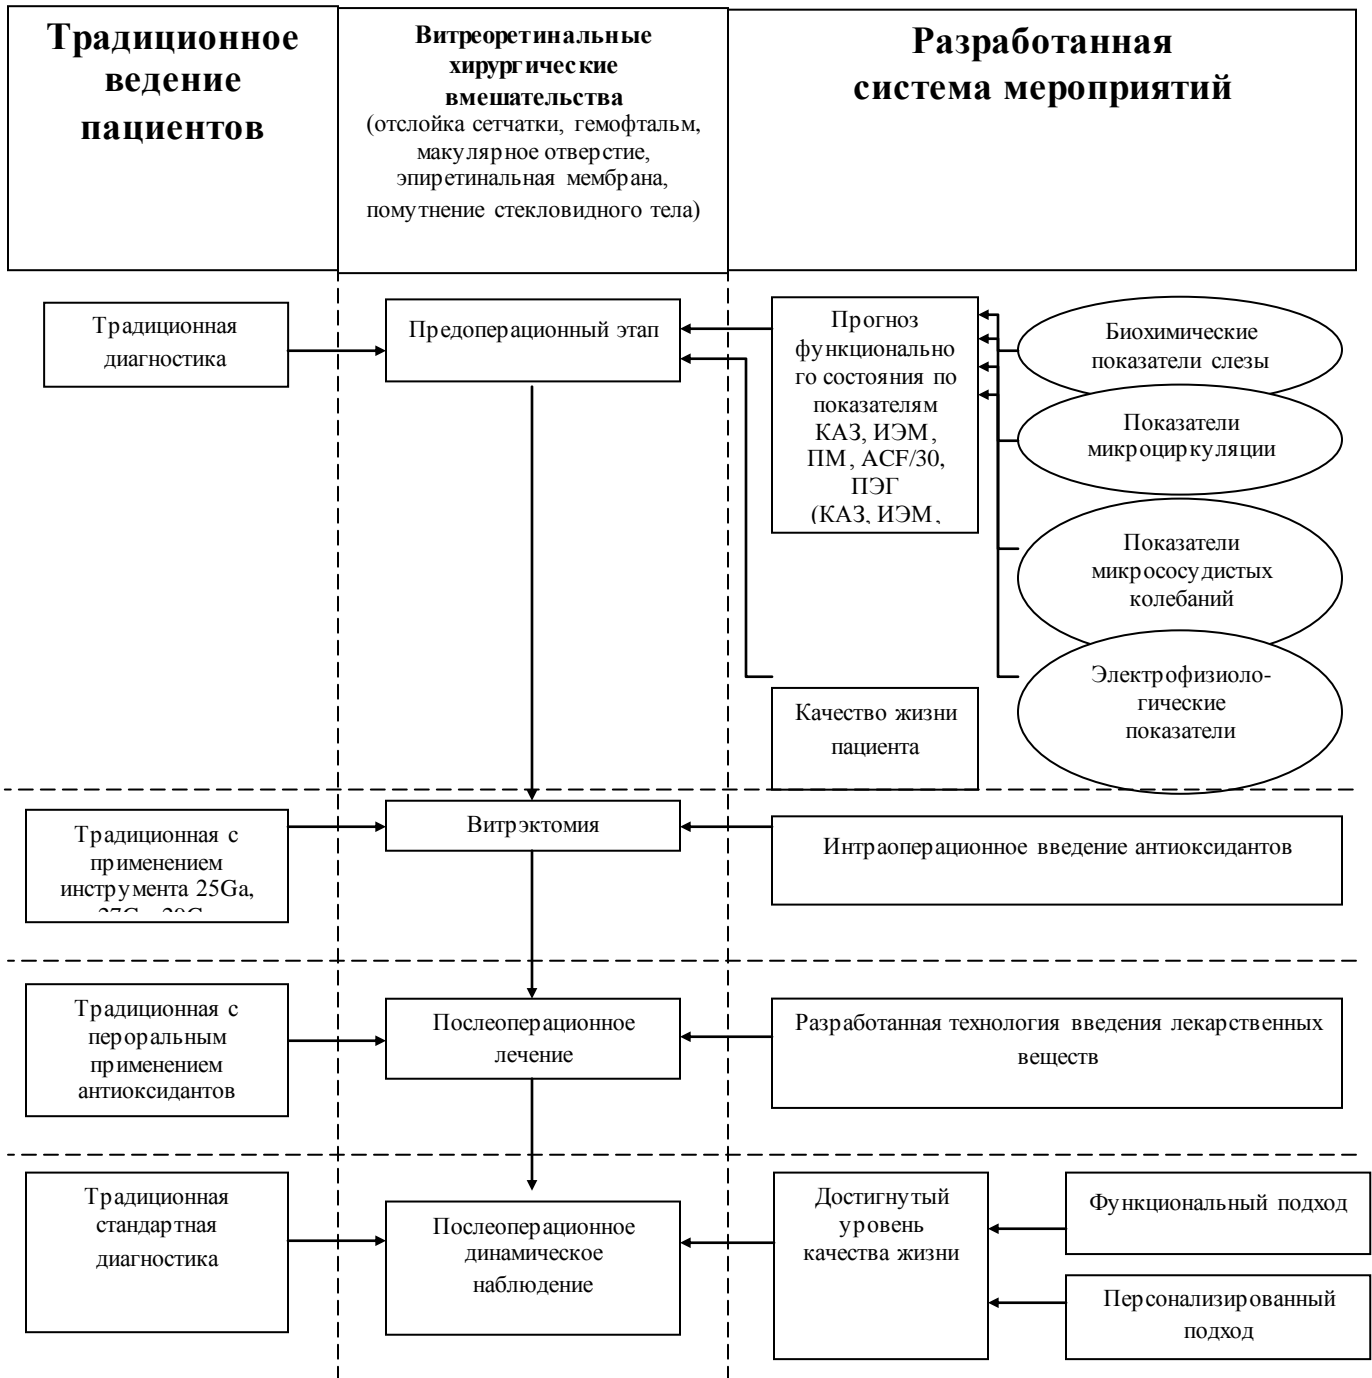 Традиционное
ведение
пациентов
Витреоретинальные
хирургические
вмешательства
(отслойка сетчатки, гемофтальм,
макулярное отверстие,
эпиретинальная мембрана,
помутнение стекловидного тела)
Разработанная
система мероприятий
Традиционная
диагностика
Предоперационный этап
Прогноз
функционально
го состояния по
показателям
КАЗ, ИЭМ,
ПМ, ACF/30,
ПЭГ
(КАЗ, ИЭМ,
Биохимические
показатели слезы
Показатели
микроциркуляции
Показатели
микрососудистых
колебаний
Электрофизиоло-
гические
показатели
Качество жизни
пациента
Традиционная с
применением
инструмента 25Ga,
Витрэктомия
Интраоперационное введение антиоксидантов
Традиционная с
пероральным
применением
антиоксидантов
Послеоперационное
лечение
Разработанная технология введения лекарственных
веществ
Традиционная
стандартная
диагностика
Послеоперационное
динамическое
наблюдение
Достигнутый
уровень
качества жизни
Функциональный подход
Персонализированный
подход